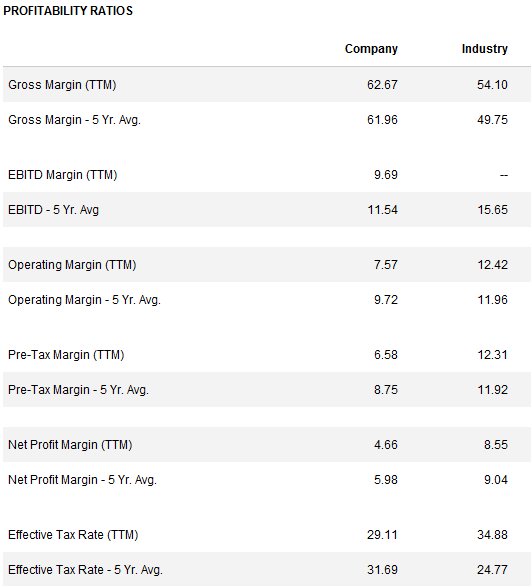 PROFITABILITY RATIOS
Company Industry
Gross Margin (TTM) 62.67 54.10
Gross Margin - 5 Yr. Avg. 61.96 49.75
EBITD Margin (TTM) 9.69 --
EBITD - 5 Yr. Avg 11.54 15.65
Operating Margin (TTM) 7.57 12.42
Operating Margin - 5 Yr. Avg. 9.72 11.96
Pre-Tax Margin (TTM) 6.58 12.31
Pre-Tax Margin - 5 Yr. Avg. 8.75 11.92
Net Profit Margin (TTM) 4.66 8.55
Net Profit Margin - 5 Yr. Avg. 5.98 9.04
Effective Tax Rate (TTM) 29.11 34.88
Effective Tax Rate - 5 Yr. Avg. 31.69 24.77